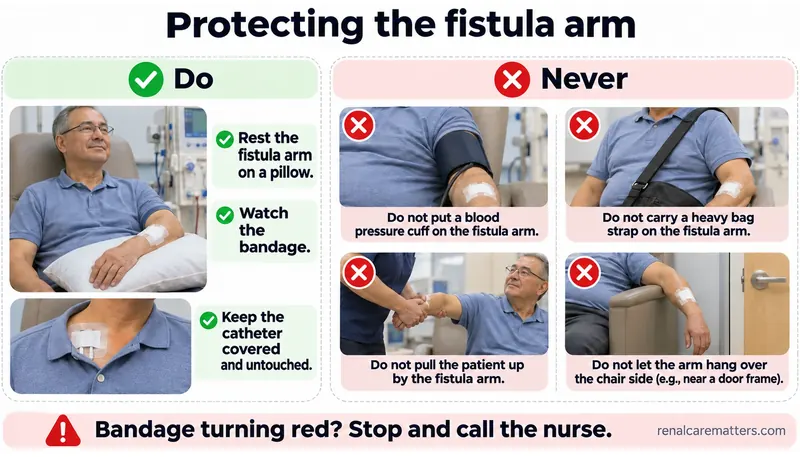 Protecting the fistula arm
Do
Rest the
fistula arm
on a pillow.
Watch
the
bandage.
Keep the
catheter
covered
and untouched.
Never
Do not put a blood
pressure cuff on the fistula arm.
Do not carry a heavy bag
strap on the fistula arm.
Do not pull the patient up
by the fistula arm.
Do not let the arm hang over
the chair side (e.g., near a door frame).
Bandage turning red? Stop and call the nurse.
renalcarematters.com